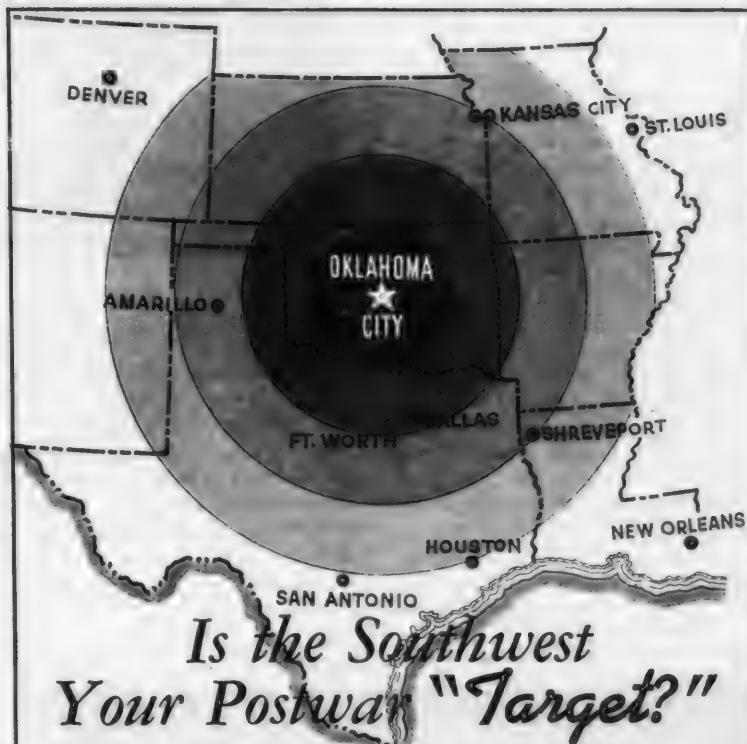 DENVER
KANSAS CITY
ST. LOUIS
OKLAHOMA
CITY
AMARILLO
DALLAS
FT. WORTH
SHREVEPORT
HOUSTON
NEW ORLEANS
SAN ANTONIO
Is the Southwest
Your Postwar "Target?"